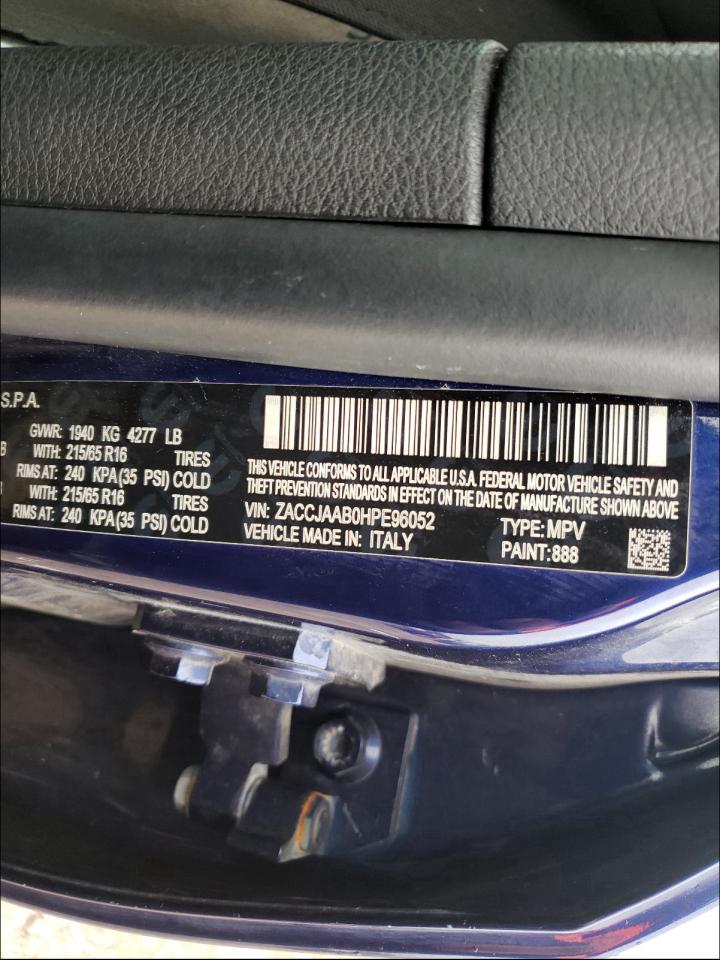 S.P.A.
GVWR: 1940 KG 4277 LB
B WITH: 215/65 R16 TIRES
RIMS AT: 240 KPA(35 PSI) COLD
WITH: 215/65 R16 TIRES
RIMS AT: 240 KPA(35 PSI) COLD
THIS VEHICLE CONFORMS TO ALL APPLICABLE U.S.A. FEDERAL MOTOR VEHICLE SAFETY AND
THEFT PREVENTION STANDARDS IN EFFECT ON THE DATE OF MANUFACTURE SHOWN ABOVE
VIN: ZACCJAAB0HPE96052 TYPE: MPV
VEHICLE MADE IN: ITALY PAINT:888